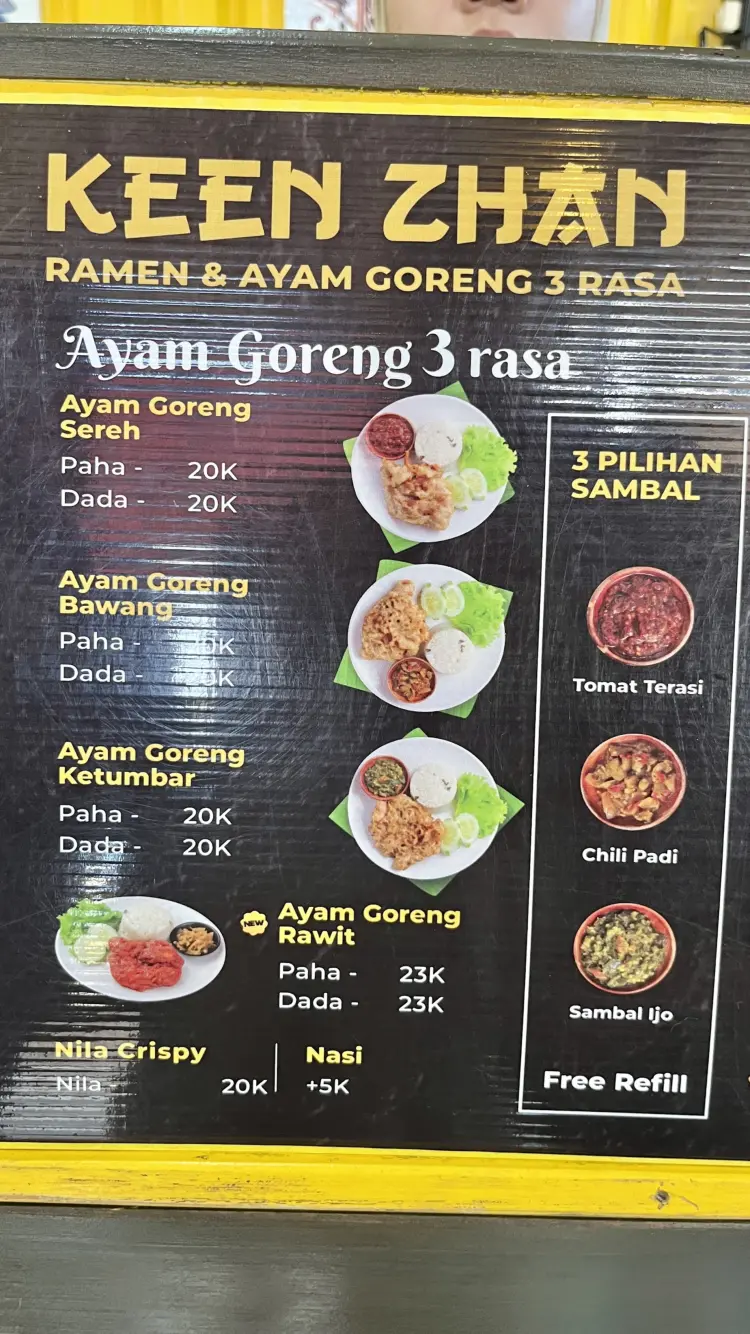 KEEN ZHAN
RAMEN & AYAM GORENG 3 RASA
Ayam Goreng 3 rasa
Ayam Goreng
Sereh
Paha - 20K
Dada - 20K
Ayam Goreng
Bawang
Paha - 20K
Dada - 20K
Ayam Goreng
Ketumbar
Paha - 20K
Dada - 20K
NEW
Ayam Goreng
Rawit
Paha - 23K
Dada - 23K
Nila Crispy
Nila - 20K
Nasi
+5K
3 PILIHAN
SAMBAL
Tomat Terasi
Chili Padi
Sambal Ijo
Free Refill